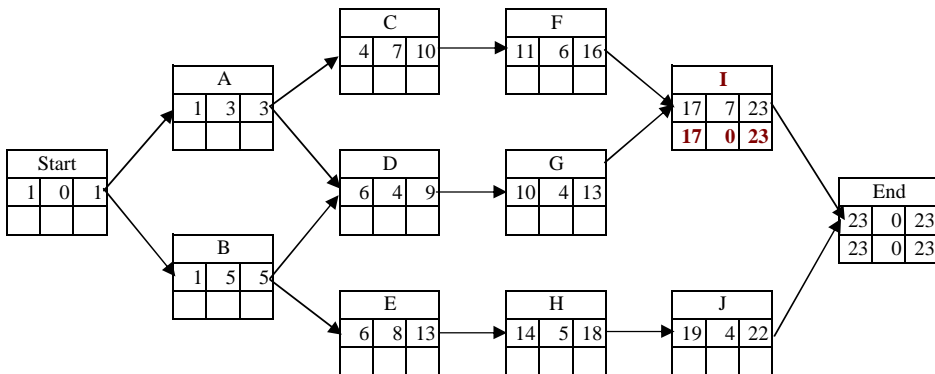 C
4 7 10
F
11 6 16
A
1 3 3
I
17 7 23
17 0 23
Start
1 0 1
D
6 4 9
G
10 4 13
End
23 0 23
23 0 23
B
1 5 5
E
6 8 13
H
14 5 18
J
19 4 22